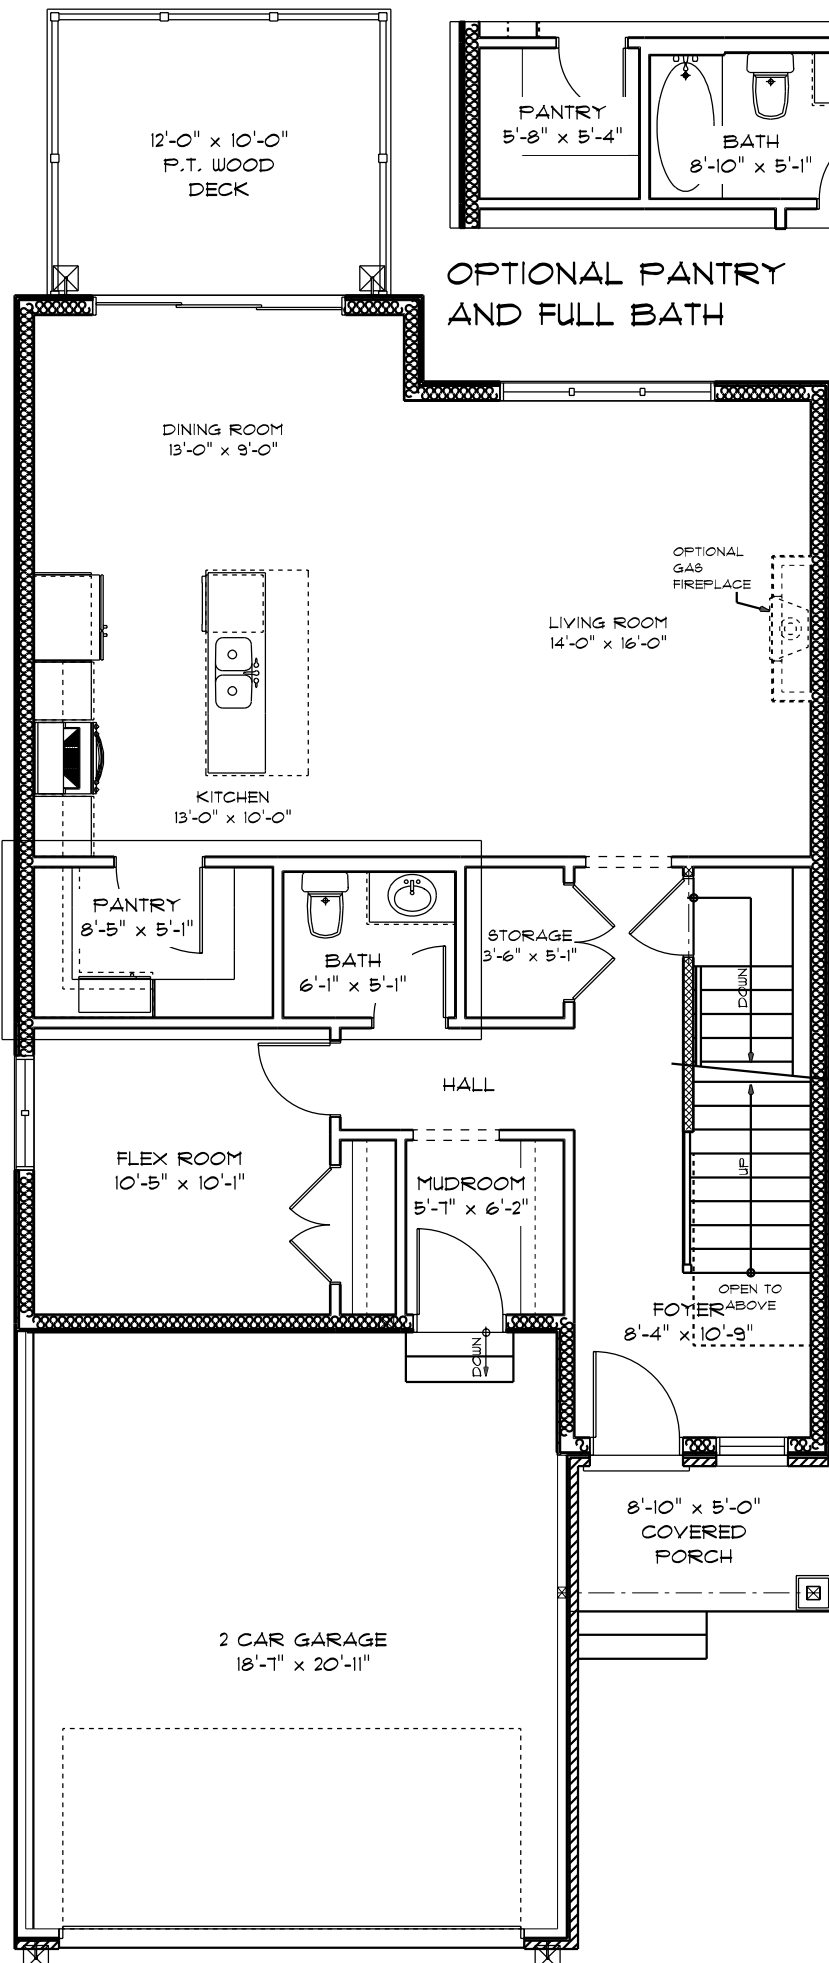 12'-0" x 10'-0"
P.T. WOOD
DECK
PANTRY
5'-8" x 5'-4"
BATH
8'-10" x 5'-1"
OPTIONAL PANTRY
AND FULL BATH
DINING ROOM
13'-0" x 9'-0"
OPTIONAL
GAS
FIREPLACE
LIVING ROOM
14'-0" x 16'-0"
KITCHEN
13'-0" x 10'-0"
PANTRY
8'-5" x 5'-1"
BATH
6'-1" x 5'-1"
STORAGE
3'-6" x 5'-1"
DOWN
HALL
FLEX ROOM
10'-5" x 10'-1"
MUDROOM
5'-7" x 6'-2"
UP
OPEN TO
ABOVE
FOYER
8'-4" x 10'-9"
DOWN
8'-10" x 5'-0"
COVERED
PORCH
2 CAR GARAGE
18'-7" x 20'-11"